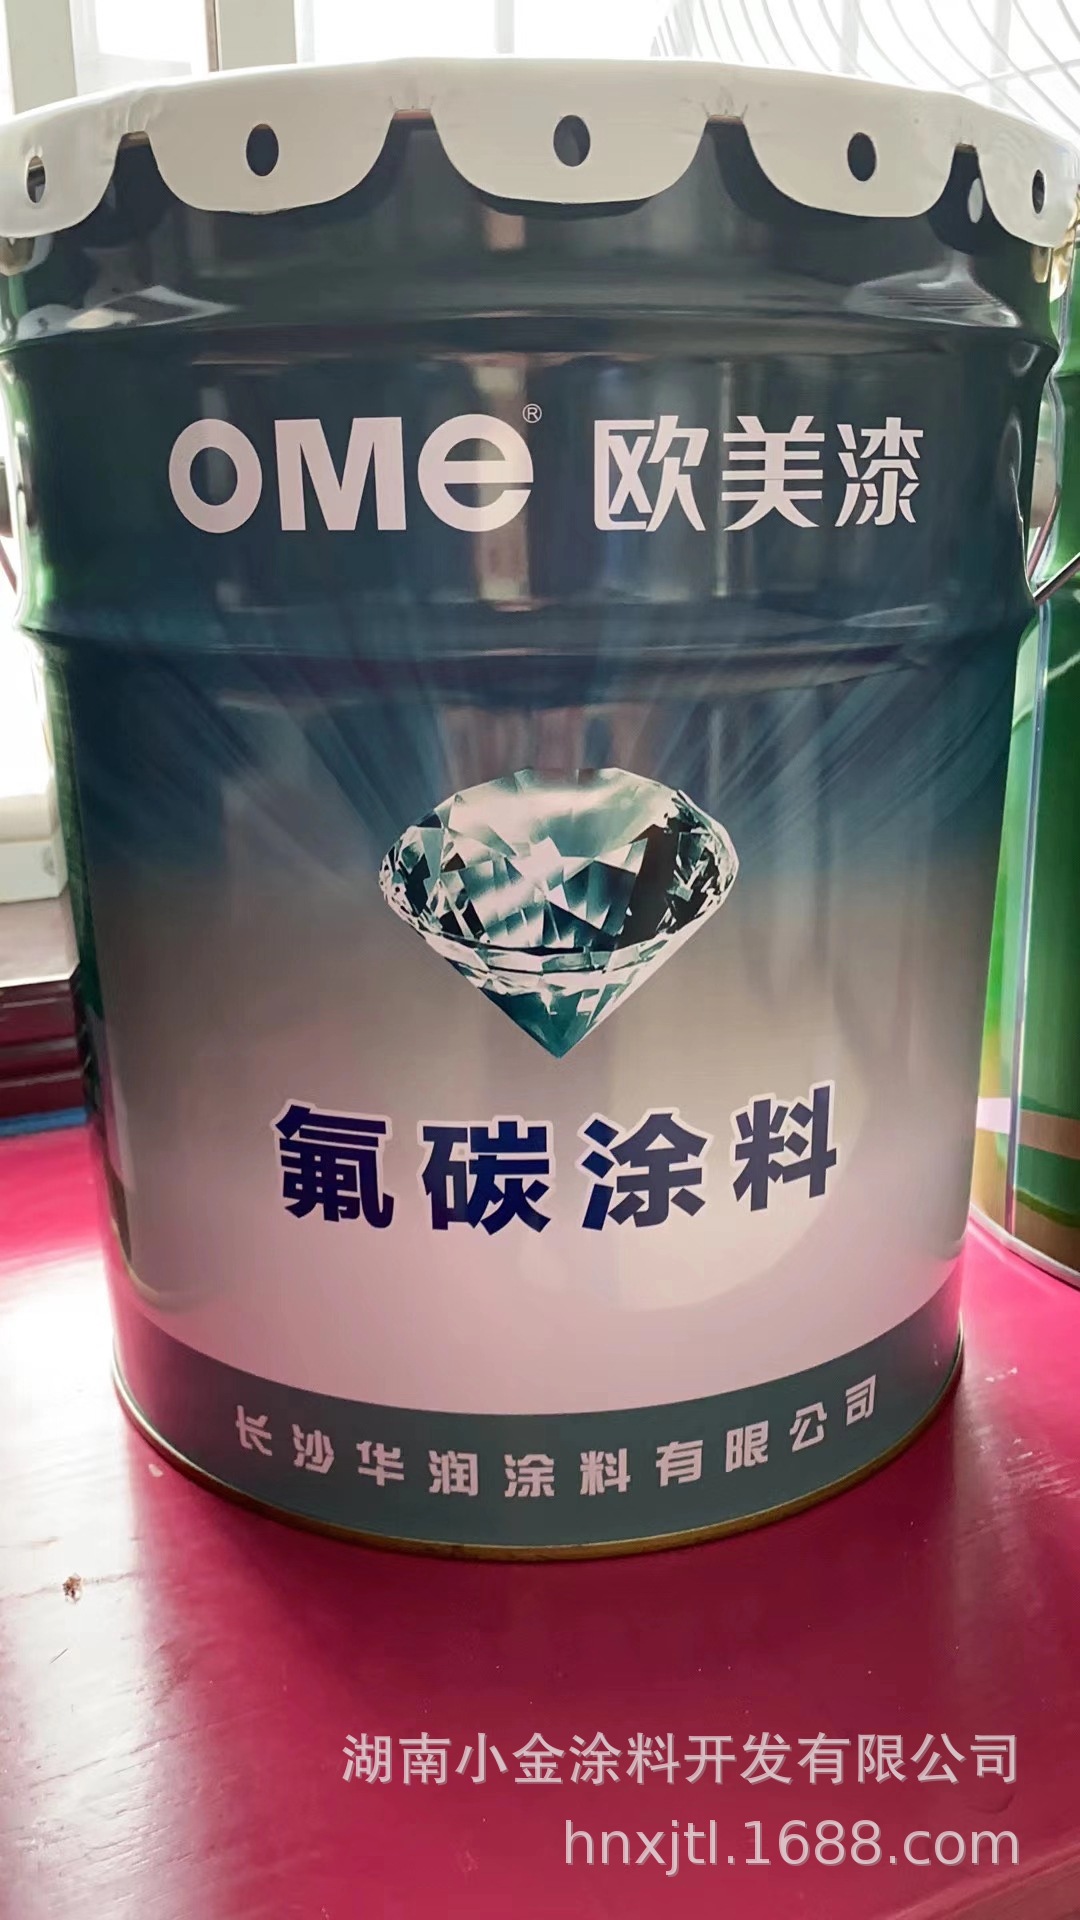 OMe® 欧美漆
氟碳涂料
长沙华润涂料有限公司
湖南小金涂料开发有限公司
hnxjtl.1688.com